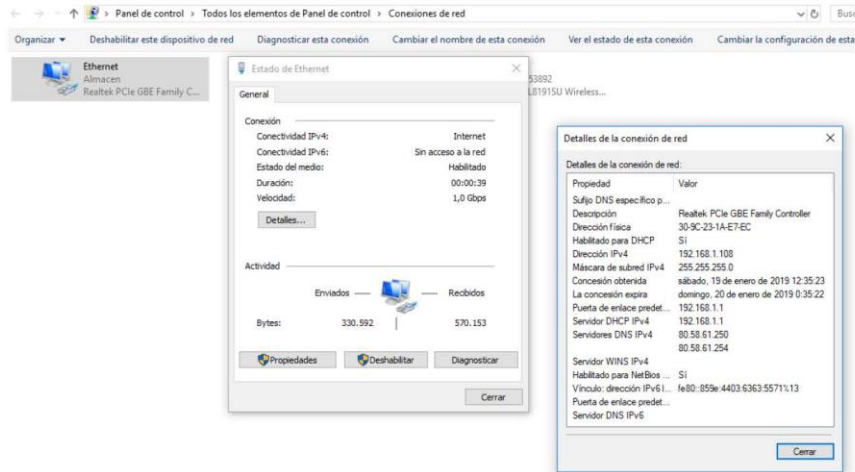 Panel de control › Todos los elementos de Panel de control › Conexiones de red
Organizar Deshabilitar este dispositivo de red Diagnosticar esta conexión Cambiar el nombre de esta conexión Ver el estado de esta conexión Cambiar la configuración de esta
Ethernet
Almacen
Realtek PCIe GBE Family C...
53892
L8191SU Wireless...
Estado de Ethernet
General
Conexión
Conectividad IPv4: Internet
Conectividad IPv6: Sin acceso a la red
Estado del medio: Habilitado
Duración: 00:00:39
Velocidad: 1,0 Gbps
Detalles...
Actividad
Enviados — — Recibidos
Bytes: 330.592 570.153
Propiedades Deshabilitar Diagnosticar
Cerrar
Detalles de la conexión de red
Detalles de la conexión de red:
Propiedad Valor
Sufijo DNS específico p...
Descripción Realtek PCIe GBE Family Controller
Dirección física 30-9C-23-1A-E7-EC
Habilitado para DHCP Sí
Dirección IPv4 192.168.1.108
Máscara de subred IPv4 255.255.255.0
Concesión obtenida sábado, 19 de enero de 2019 12:35:23
La concesión expira domingo, 20 de enero de 2019 0:35:22
Puerta de enlace predet... 192.168.1.1
Servidor DHCP IPv4 192.168.1.1
Servidores DNS IPv4 80.58.61.250
80.58.61.254
Servidor WINS IPv4
Habilitado para NetBios ... Sí
Vínculo: dirección IPv6 l... fe80::859e:4403:6363:5571%13
Puerta de enlace predet...
Servidor DNS IPv6
Cerrar